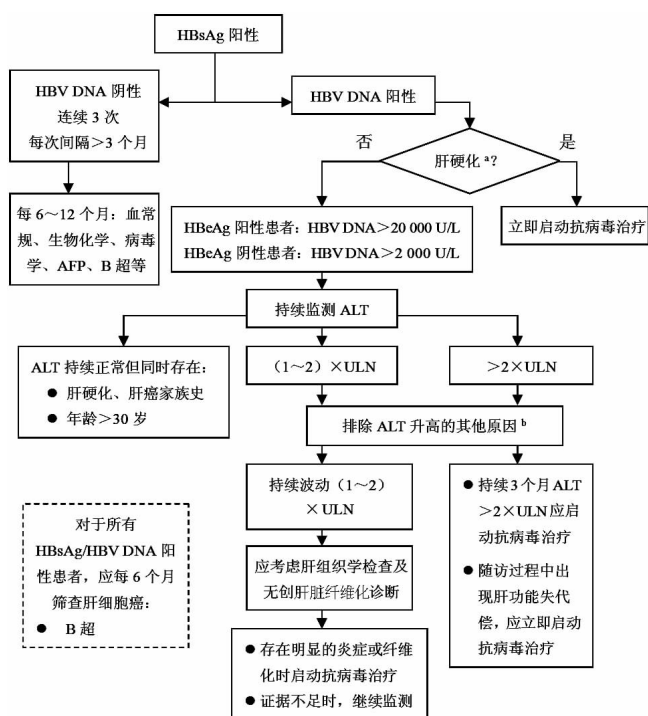 HBsAg 阳性
HBV DNA 阴性
连续 3 次
每次间隔＞3 个月
HBV DNA 阳性
否
肝硬化 ᵃ？
是
每 6～12 个月：血常
规、生物化学、病毒
学、AFP、B 超等
HBeAg 阳性患者：HBV DNA＞20 000 U/L
HBeAg 阴性患者：HBV DNA＞2 000 U/L
立即启动抗病毒治疗
持续监测 ALT
ALT 持续正常但同时存在：
● 肝硬化、肝癌家族史
● 年龄＞30 岁
（1～2）×ULN
＞2×ULN
排除 ALT 升高的其他原因 ᵇ
持续波动（1～2）
×ULN
● 持续 3 个月 ALT
＞2×ULN 应启
动抗病毒治疗
● 随访过程中出
现肝功能失代
偿，应立即启动
抗病毒治疗
对于所有
HBsAg/HBV DNA 阳
性患者，应每 6 个月
筛查肝细胞癌：
● B 超
应考虑肝组织学检查及
无创肝脏纤维化诊断
● 存在明显的炎症或纤维
化时启动抗病毒治疗
● 证据不足时，继续监测